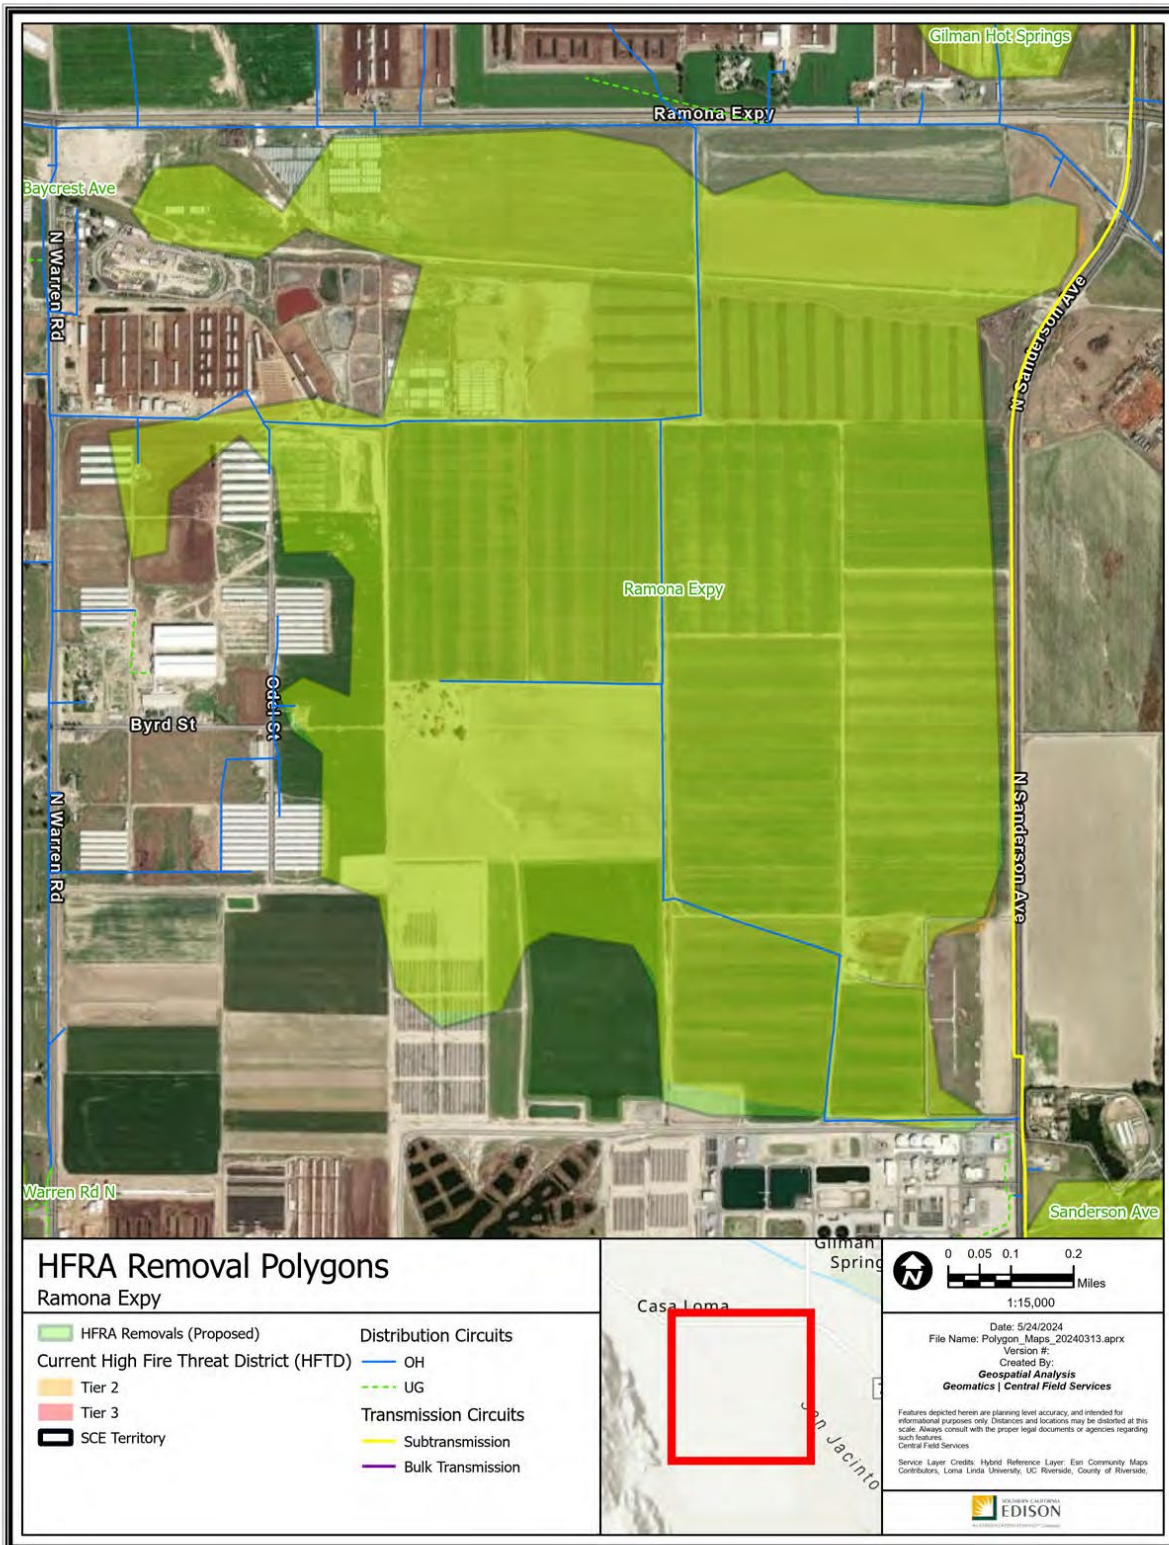 Gilman Hot Springs
Ramona Expy
Baycrest Ave
N Warren Rd
N Sanderson Ave
Ramona Expy
Odel St
Byrd St
N Warren Rd
N Sanderson Ave
Warren Rd N
Sanderson Ave
HFRA Removal Polygons
Ramona Expy
HFRA Removals (Proposed)
Current High Fire Threat District (HFTD)
Tier 2
Tier 3
SCE Territory
Distribution Circuits
OH
UG
Transmission Circuits
Subtransmission
Bulk Transmission
Gilman
Spring
Casa Loma
San Jacinto
0 0.05 0.1 0.2
Miles
1:15,000
N
Date: 5/24/2024
File Name: Polygon_Maps_20240313.aprx
Version #:
Created By:
Geospatial Analysis
Geomatics | Central Field Services
Features depicted herein are planning level accuracy, and intended for
informational purposes only. Distances and locations may be distorted at this
scale. Always consult with the proper legal documents or agencies regarding
such features.
Central Field Services
Service Layer Credits: Hybrid Reference Layer: Esri Community Maps
Contributors, Loma Linda University, UC Riverside, County of Riverside,
SOUTHERN CALIFORNIA
EDISON